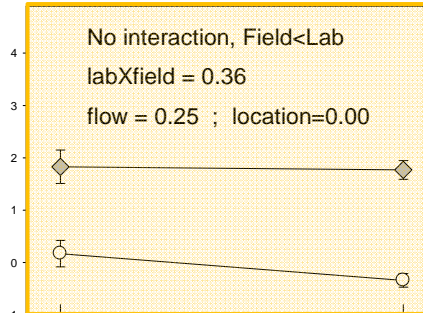 No interaction, Field<Lab
labXfield = 0.36
flow = 0.25 ; location=0.00
4
3
2
1
0